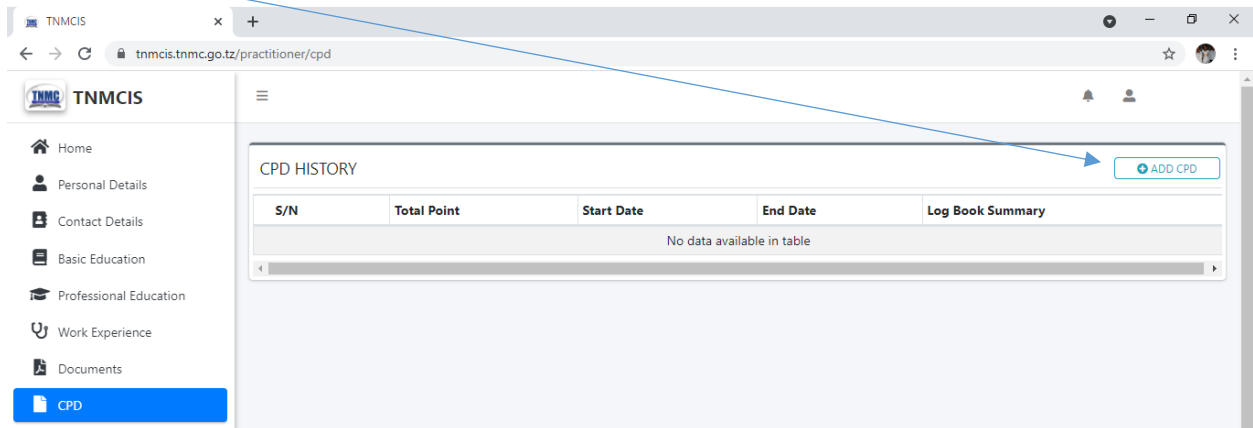 TNMCIS
tnmcis.tnmc.go.tz/practitioner/cpd
TNMC TNMCIS
Home
Personal Details
Contact Details
Basic Education
Professional Education
Work Experience
Documents
CPD
CPD HISTORY
ADD CPD
S/N Total Point Start Date End Date Log Book Summary
No data available in table